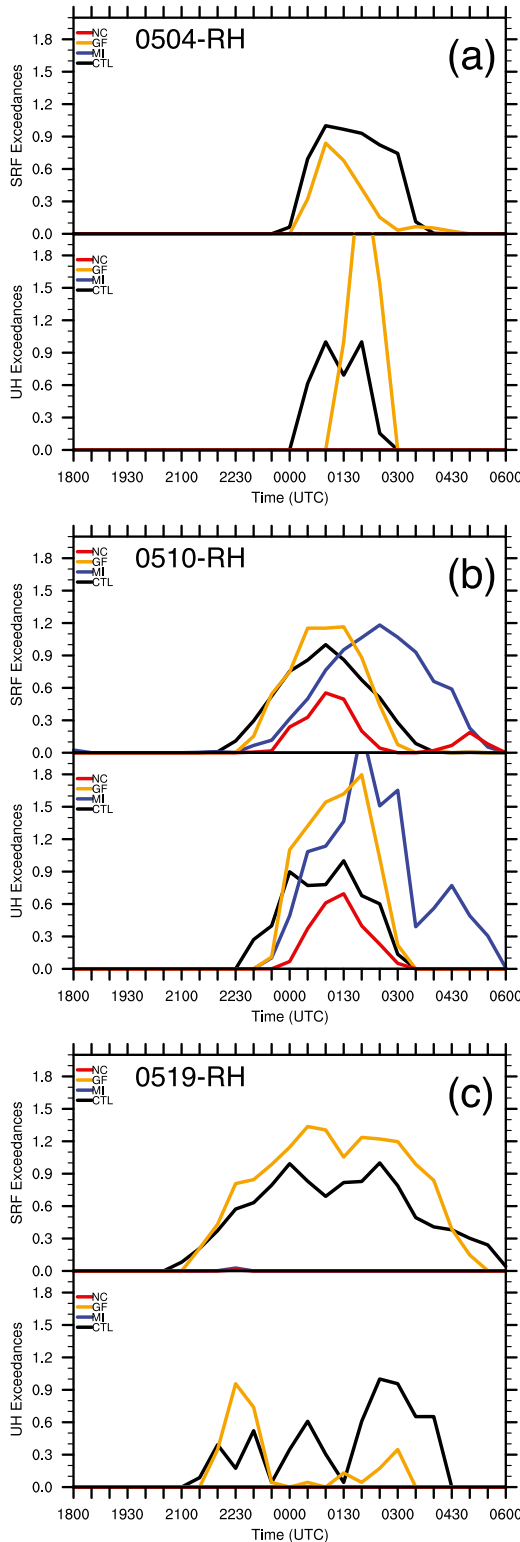 0504-RH
(a)
NC
GF
MI
CTL
SRF Exceedances
1.8
1.5
1.2
0.9
0.6
0.3
0.0
NC
GF
MI
CTL
UH Exceedances
1.8
1.5
1.2
0.9
0.6
0.3
0.0
1800 1930 2100 2230 0000 0130 0300 0430 0600
Time (UTC)
0510-RH
(b)
NC
GF
MI
CTL
SRF Exceedances
1.8
1.5
1.2
0.9
0.6
0.3
0.0
NC
GF
MI
CTL
UH Exceedances
1.8
1.5
1.2
0.9
0.6
0.3
0.0
1800 1930 2100 2230 0000 0130 0300 0430 0600
Time (UTC)
0519-RH
(c)
NC
GF
MI
CTL
SRF Exceedances
1.8
1.5
1.2
0.9
0.6
0.3
0.0
NC
GF
MI
CTL
UH Exceedances
1.8
1.5
1.2
0.9
0.6
0.3
0.0
1800 1930 2100 2230 0000 0130 0300 0430 0600
Time (UTC)